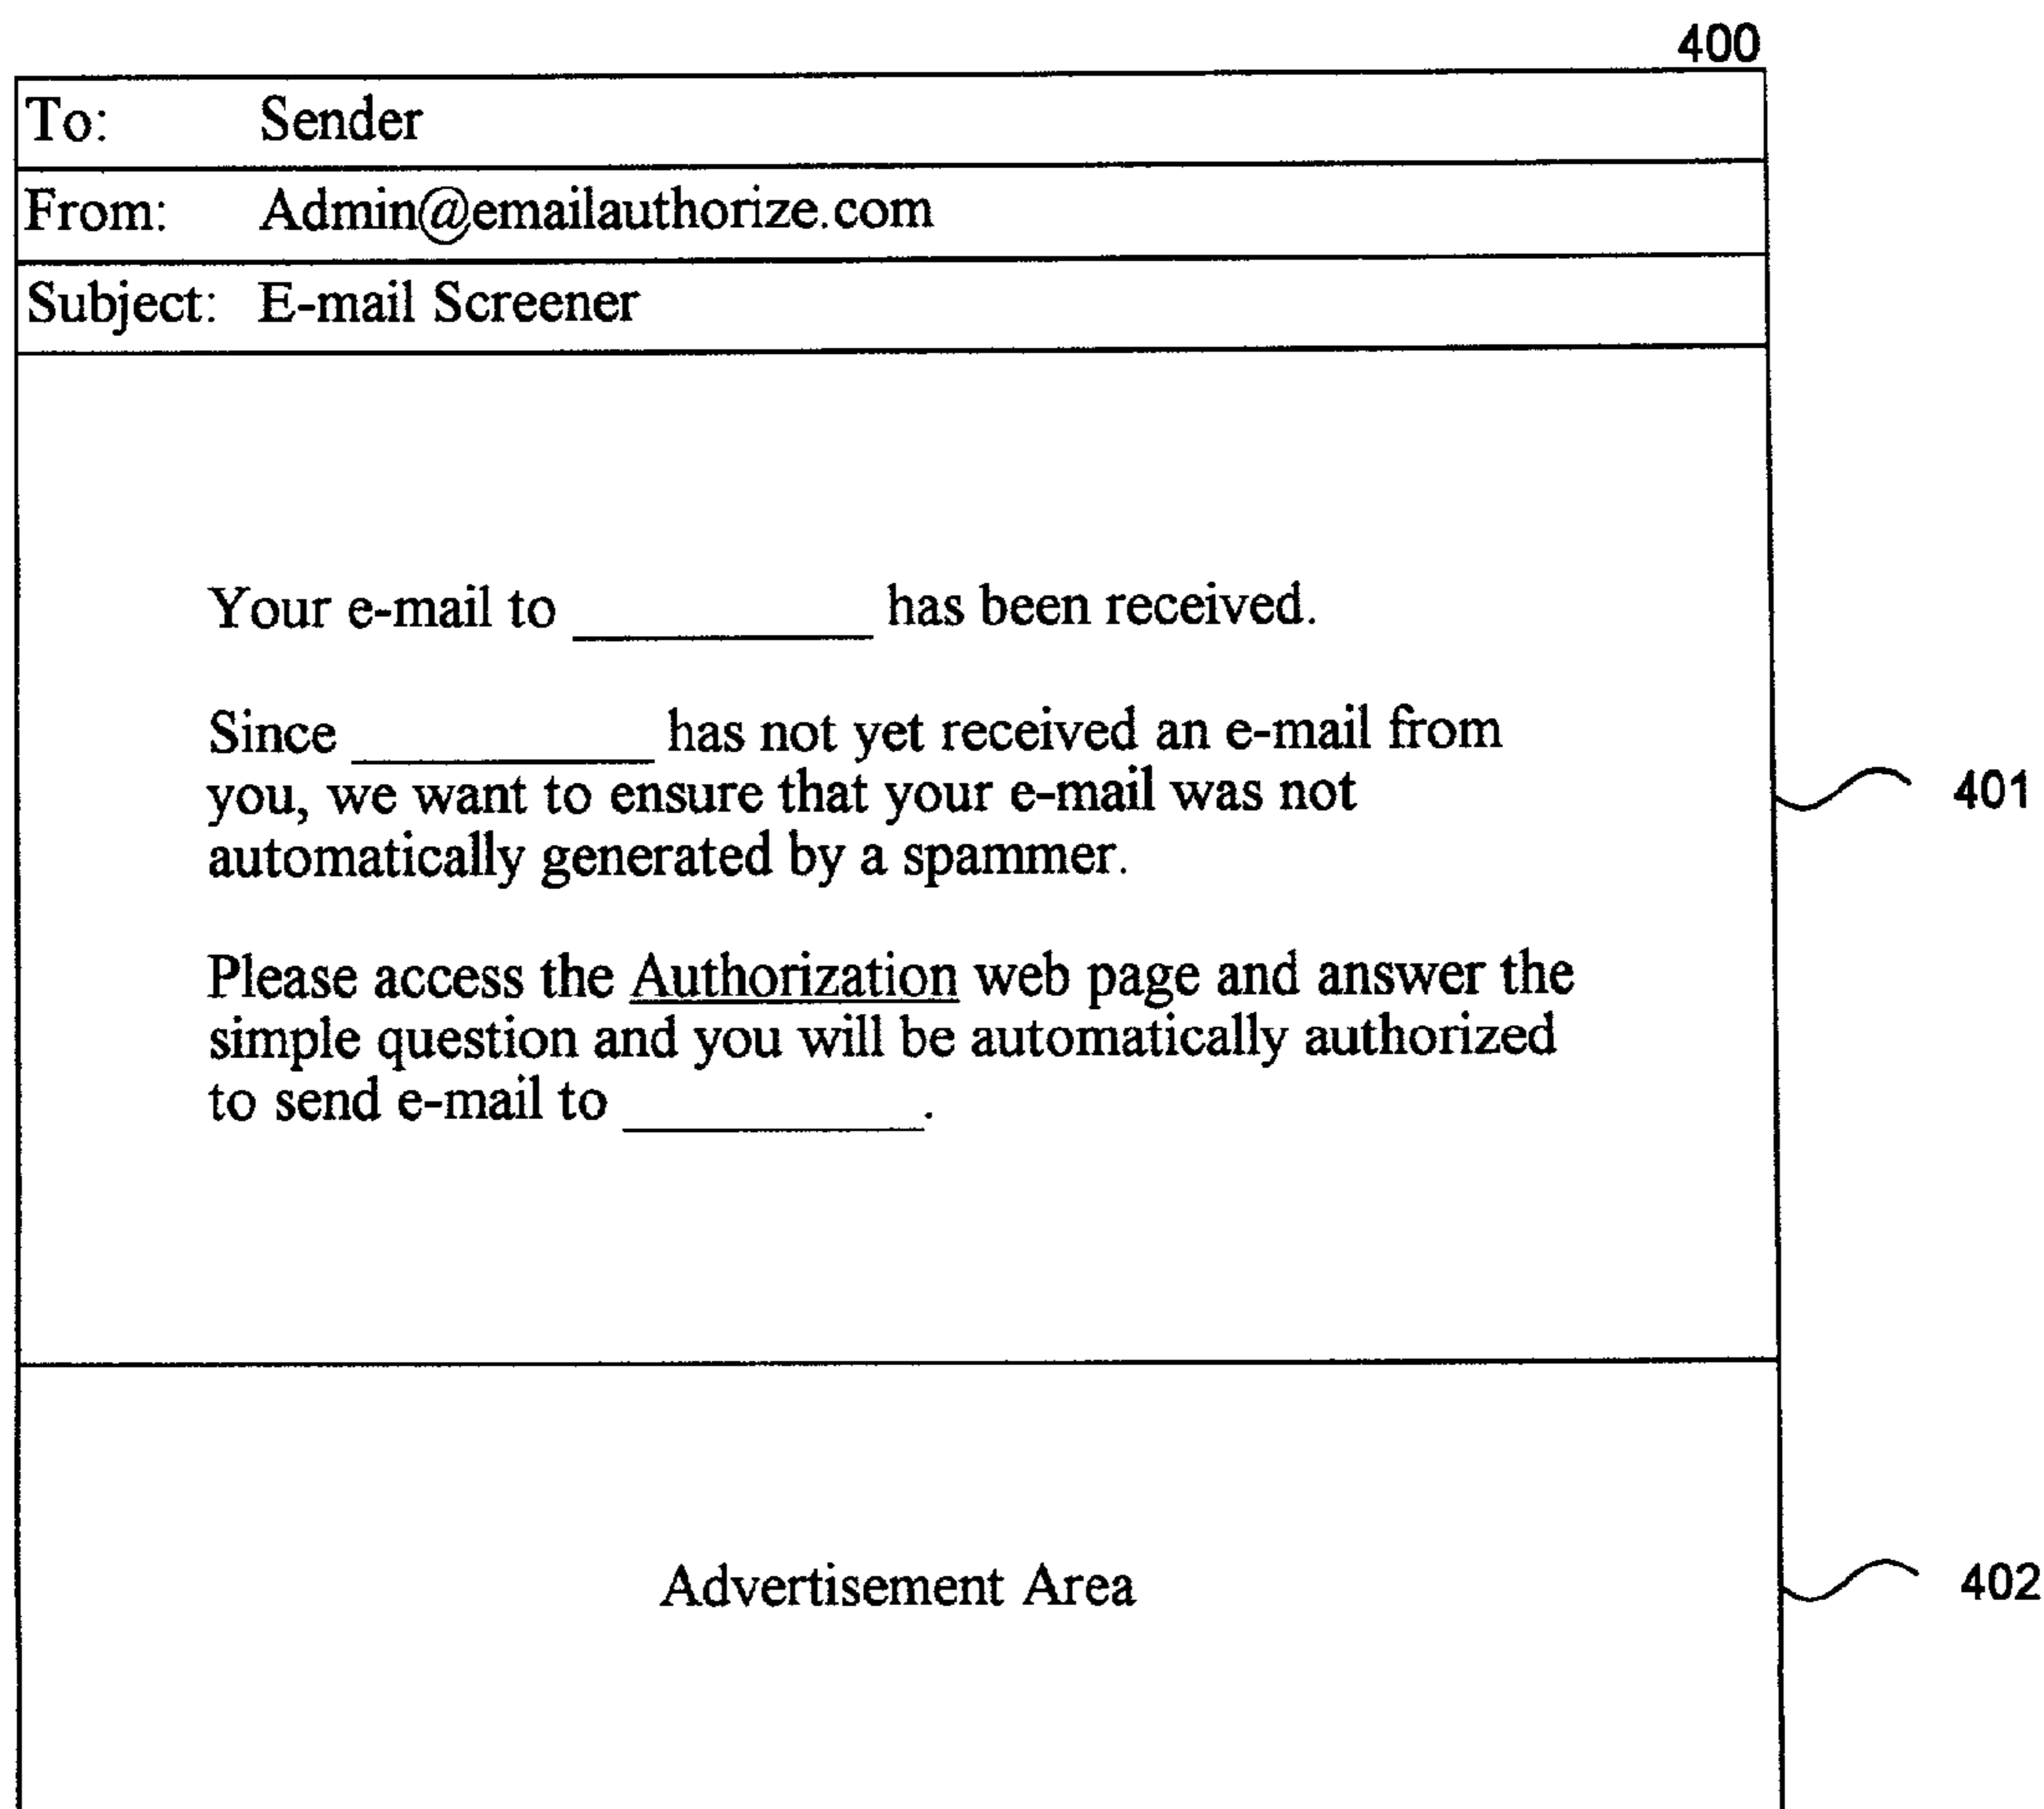 400
To: Sender
From: Admin@emailauthorize.com
Subject: E-mail Screener
Your e-mail to __________ has been received.
Since __________ has not yet received an e-mail from
you, we want to ensure that your e-mail was not
401
automatically generated by a spammer.
Please access the Authorization web page and answer the
simple question and you will be automatically authorized
to send e-mail to __________.
Advertisement Area
402